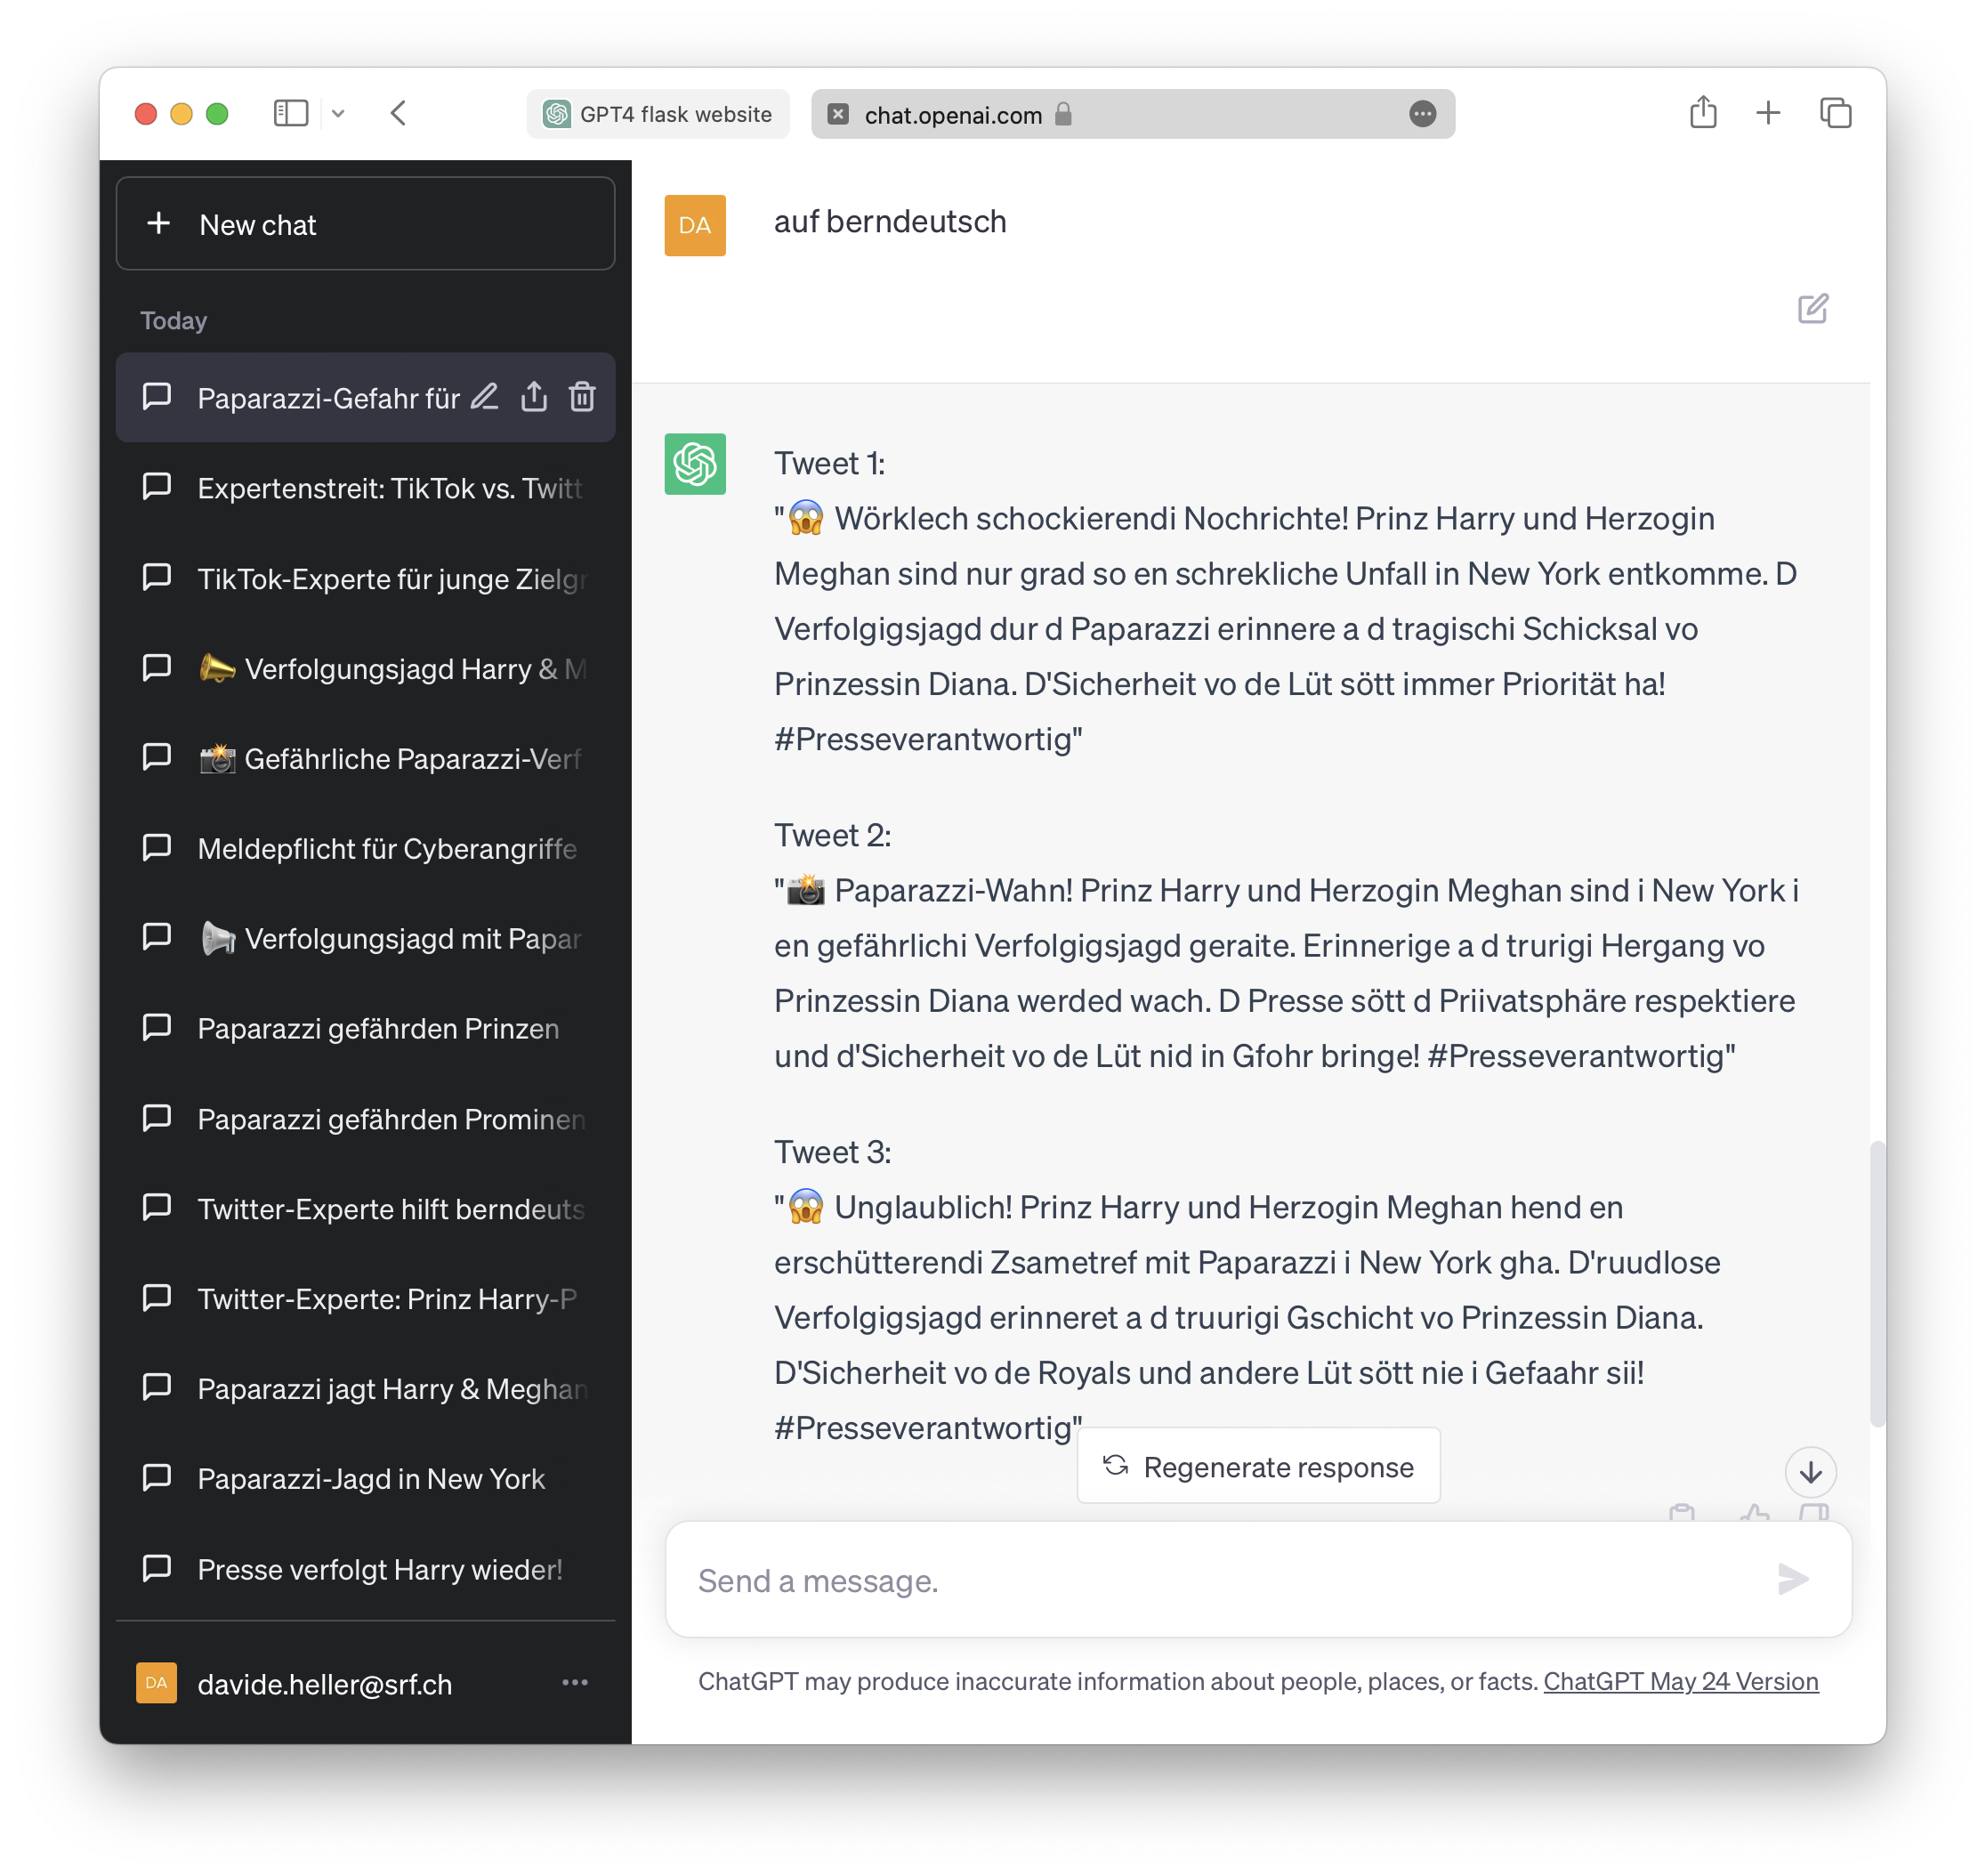 GPT4 flask website
chat.openai.com
New chat
Today
Paparazzi-Gefahr für
Expertenstreit: TikTok vs. Twitt
TikTok-Experte für junge Zielgr
📣 Verfolgungsjagd Harry & M
📸 Gefährliche Paparazzi-Verf
Meldepflicht für Cyberangriffe
📢 Verfolgungsjagd mit Papar
Paparazzi gefährden Prinzen
Paparazzi gefährden Prominen
Twitter-Experte hilft berndeuts
Twitter-Experte: Prinz Harry-P
Paparazzi jagt Harry & Meghan
Paparazzi-Jagd in New York
Presse verfolgt Harry wieder!
DA
davide.heller@srf.ch
DA
auf berndeutsch
Tweet 1:
"😱 Wörklech schockierendi Nochrichte! Prinz Harry und Herzogin
Meghan sind nur grad so en schrekliche Unfall in New York entkomme. D
Verfolgigsjagd dur d Paparazzi erinnere a d tragischi Schicksal vo
Prinzessin Diana. D'Sicherheit vo de Lüt sött immer Priorität ha!
#Presseverantwortig"
Tweet 2:
"📸 Paparazzi-Wahn! Prinz Harry und Herzogin Meghan sind i New York i
en gefährlichi Verfolgigsjagd geraite. Erinnerige a d trurigi Hergang vo
Prinzessin Diana werded wach. D Presse sött d Priivatsphäre respektiere
und d'Sicherheit vo de Lüt nid in Gfohr bringe! #Presseverantwortig"
Tweet 3:
"😱 Unglaublich! Prinz Harry und Herzogin Meghan hend en
erschütterendi Zsametref mit Paparazzi i New York gha. D'ruudlose
Verfolgigsjagd erinneret a d truurigi Gschicht vo Prinzessin Diana.
D'Sicherheit vo de Royals und andere Lüt sött nie i Gefaahr sii!
#Presseverantwortig"
Regenerate response
Send a message.
ChatGPT may produce inaccurate information about people, places, or facts. ChatGPT May 24 Version